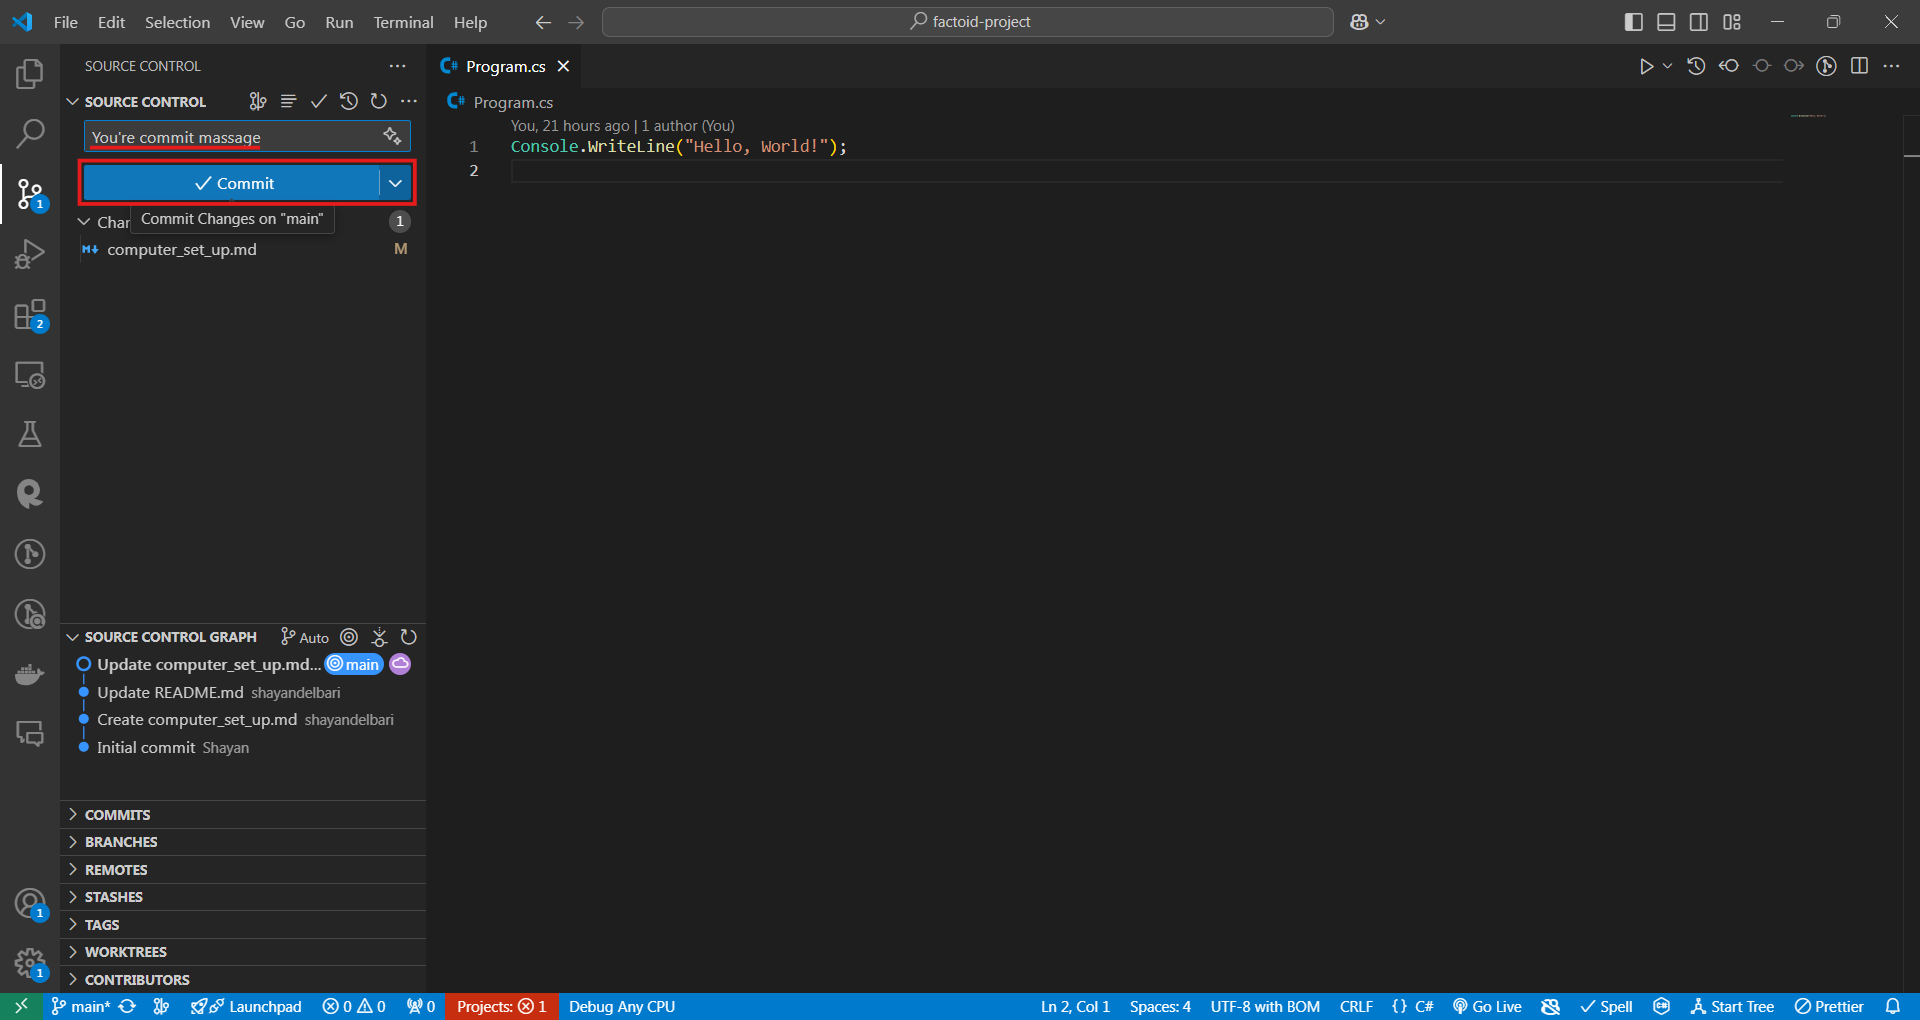 File Edit Selection View Go Run Terminal Help
factoid-project
SOURCE CONTROL
SOURCE CONTROL
You're commit massage
Commit
Commit Changes on "main"
Char
1
computer_set_up.md M
SOURCE CONTROL GRAPH Auto
Update computer_set_up.md... main
Update README.md shayandelbari
Create computer_set_up.md shayandelbari
Initial commit Shayan
COMMITS
BRANCHES
REMOTES
STASHES
TAGS
WORKTREES
CONTRIBUTORS
1
2
1
1
Program.cs
Program.cs
You, 21 hours ago | 1 author (You)
1 Console.WriteLine("Hello, World!");
2
main* Launchpad 0 0 0 Projects: 1 Debug Any CPU Ln 2, Col 1 Spaces: 4 UTF-8 with BOM CRLF {} C# Go Live Spell Start Tree Prettier